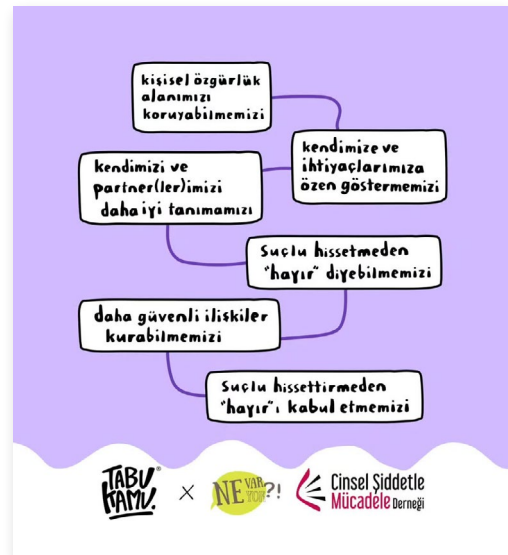 kişisel özgürlük
alanımızı
koruyabilmemizi
kendimize ve
ihtiyaçlarımıza
özen göstermemizi
kendimizi ve
partner(ler)imizi
daha iyi tanımamızı
Suçlu hissetmeden
"hayır" diyebilmemizi
daha güvenli ilişkiler
kurabilmemizi
Suçlu hissettirmeden
"hayır"ı kabul etmemizi
TABU
KAMU.
X
NE VAR
YOK?!
Cinsel Şiddetle
Mücadele Derneği